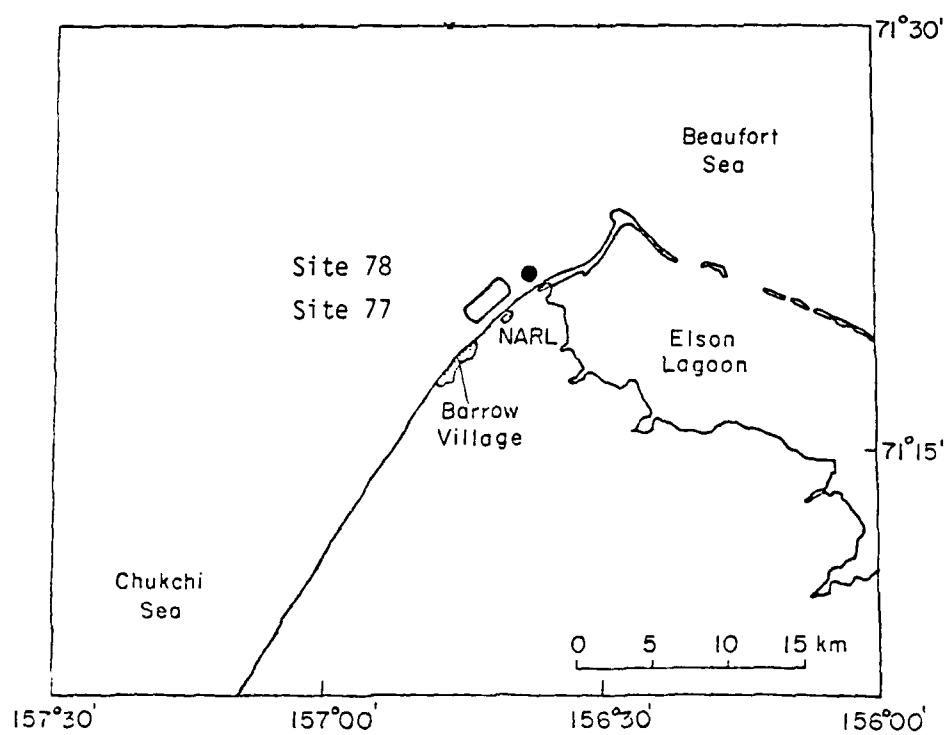 71°30'
Beaufort
Sea
Site 78
Site 77
NARL
Elson
Lagoon
Barrow
Village
71°15'
Chukchi
Sea
0 5 10 15 km
157°30' 157°00' 156°30' 156°00'